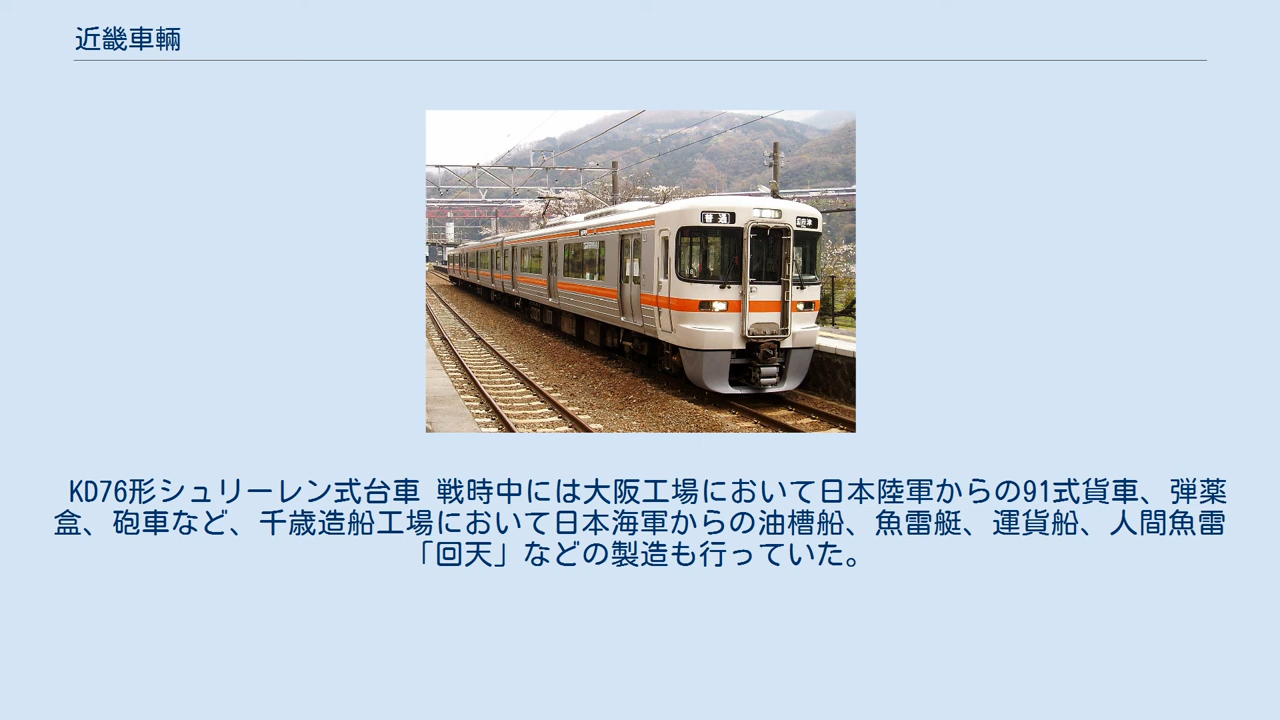 近畿車輛
普通
KD76形シュリーレン式台車 戦時中には大阪工場において日本陸軍からの91式貨車、弾薬
盒、砲車など、千歳造船工場において日本海軍からの油槽船、魚雷艇、運貨船、人間魚雷
「回天」などの製造も行っていた。